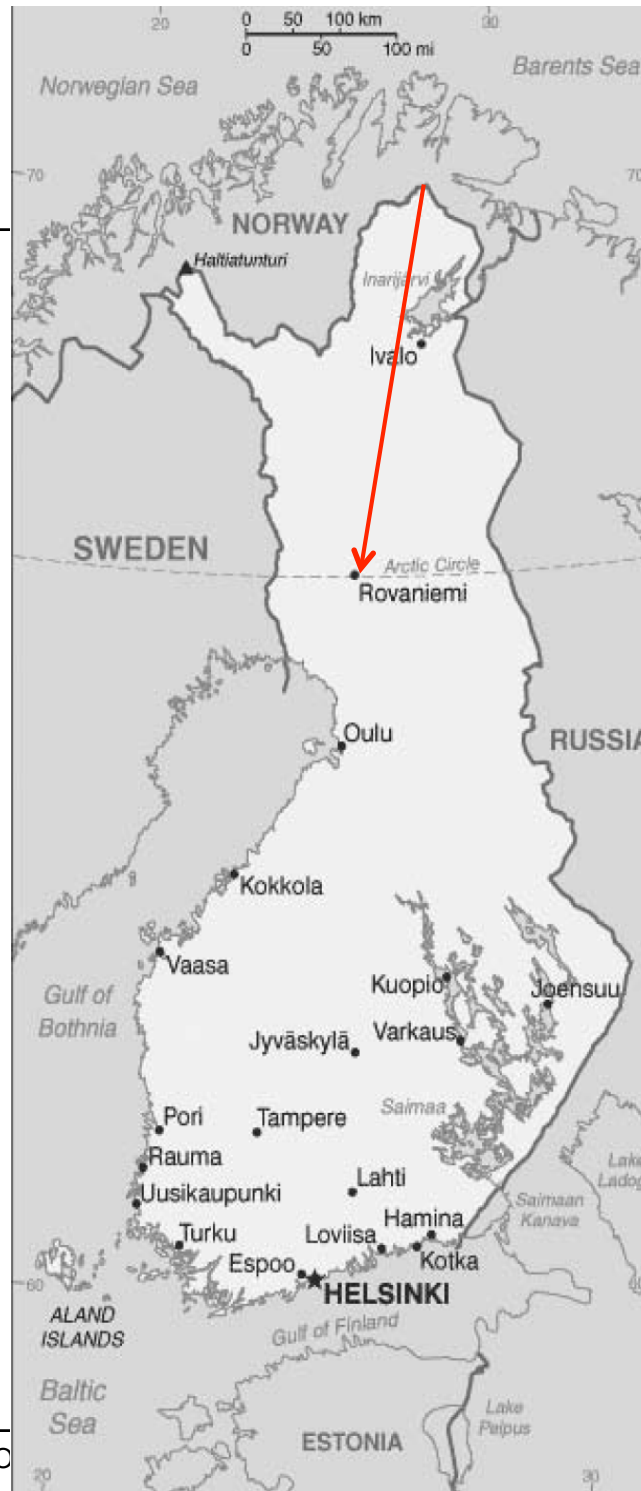 20
0 50 100 km
30
0 50 100 mi
Norwegian Sea
Barents Sea
70
70
NORWAY
Haltiatunturi
Inarijärvi
Ivalo
SWEDEN
Arctic Circle
Rovaniemi
Oulu
RUSSIA
Kokkola
Vaasa
Kuopio
Joensuu
Gulf of
Bothnia
Jyväskylä
Varkaus
Pori
Tampere
Saimaa
Rauma
Lake
Ladoga
Lahti
Uusikaupunki
Saimaan
Kanava
Hamina
Turku
Loviisa
Kotka
Espoo
60
HELSINKI
ALAND
ISLANDS
Gulf of Finland
Baltic
Sea
Lake
Peipus
ESTONIA
20
30